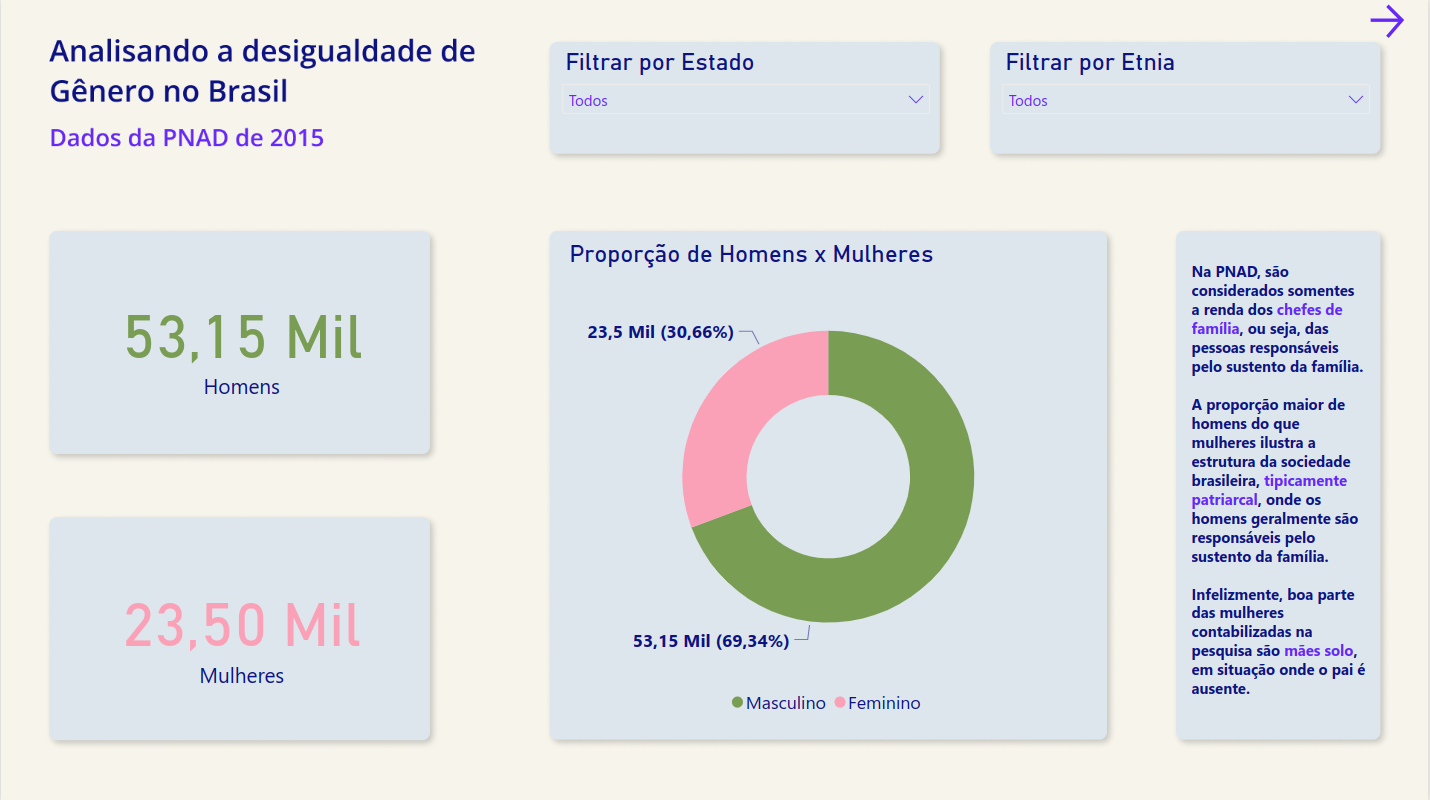 Analisando a desigualdade de
Gênero no Brasil
Dados da PNAD de 2015
Filtrar por Estado
Todos
Filtrar por Etnia
Todos
53,15 Mil
Homens
23,50 Mil
Mulheres
Proporção de Homens x Mulheres
23,5 Mil (30,66%)
53,15 Mil (69,34%)
Masculino
Feminino
Na PNAD, são
considerados somentes
a renda dos chefes de
família, ou seja, das
pessoas responsáveis
pelo sustento da família.
A proporção maior de
homens do que
mulheres ilustra a
estrutura da sociedade
brasileira, tipicamente
patriarcal, onde os
homens geralmente são
responsáveis pelo
sustento da família.
Infelizmente, boa parte
das mulheres
contabilizadas na
pesquisa são mães solo,
em situação onde o pai é
ausente.